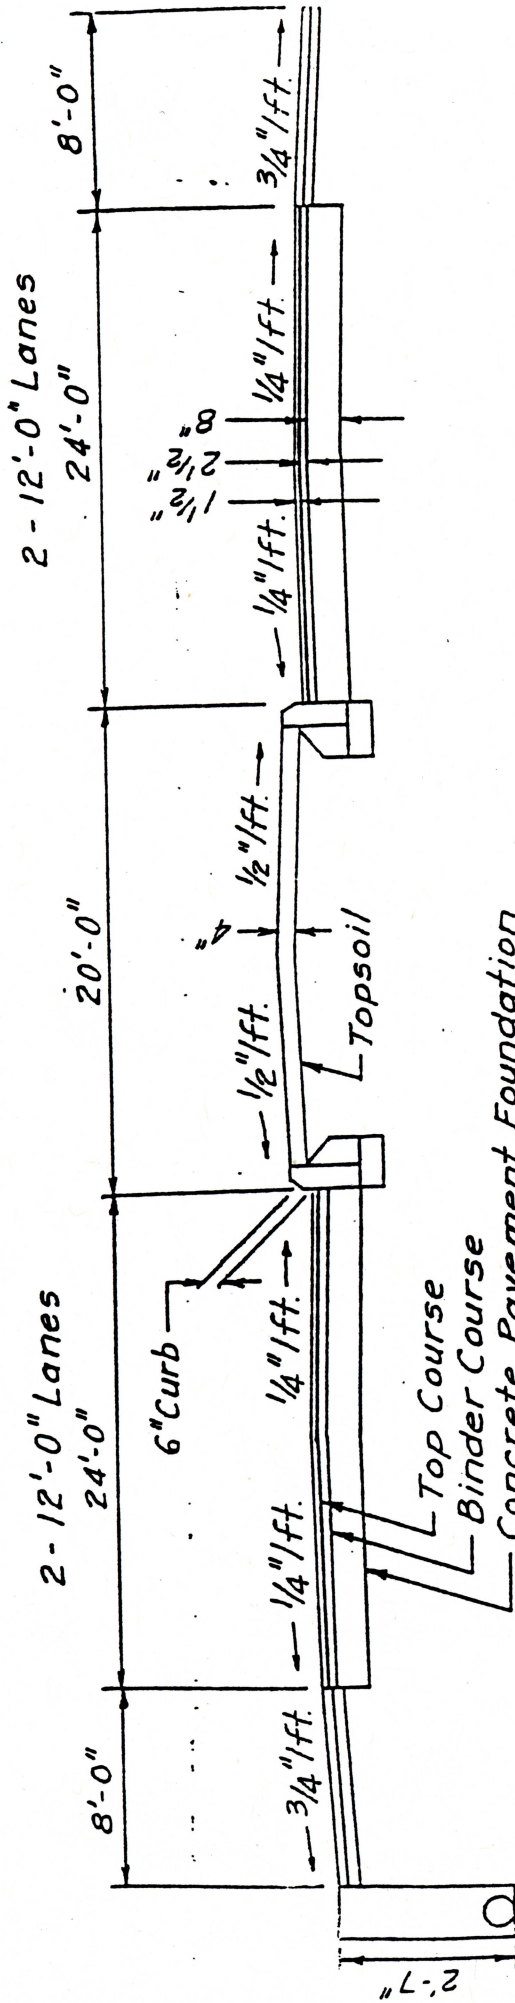 2 - 12'-0" Lanes
2 - 12'-0" Lanes
8'-0"
24'-0"
20'-0"
24'-0"
8'-0"
6" Curb
3/4"/ft.
1/4"/ft.
1/4"/ft.
1/2"/ft.
4"
1/2"/ft.
1/4"/ft.
1 1/2"
2 1/2"
8"
1/4"/ft.
3/4"/ft.
Topsoil
Top Course
Binder Course
Concrete Pavement Foundation
2'-7"